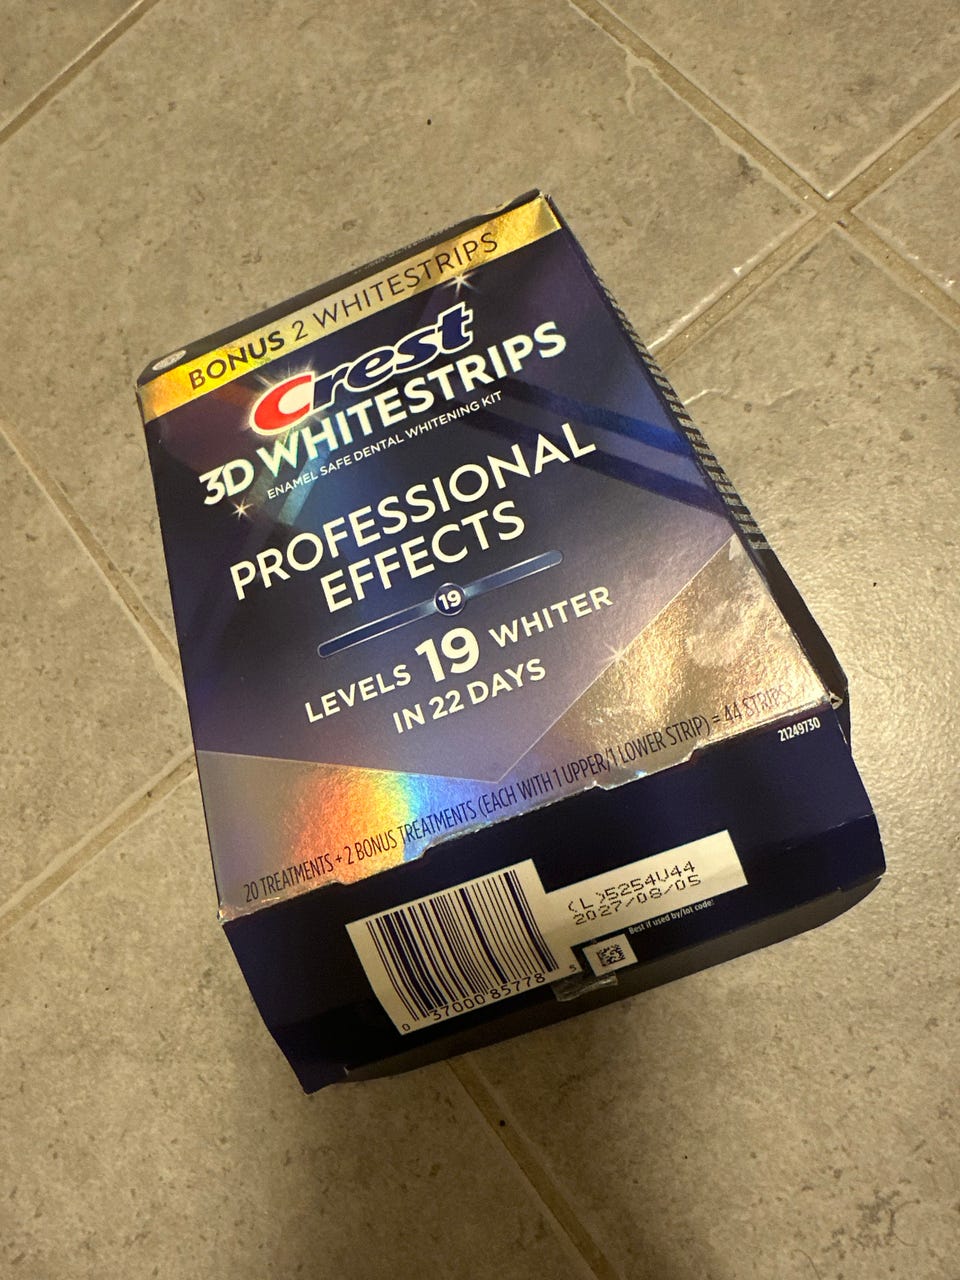 BONUS 2 WHITESTRIPS
Crest
3D WHITESTRIPS
ENAMEL SAFE DENTAL WHITENING KIT
PROFESSIONAL
EFFECTS
19
LEVELS 19 WHITER
IN 22 DAYS
20 TREATMENTS + 2 BONUS TREATMENTS (EACH WITH 1 UPPER/1 LOWER STRIP) = 44 STRIPS
21249730
(L)5254U44
2027/08/05
Best if used by/lot code:
0 37000 85778 5